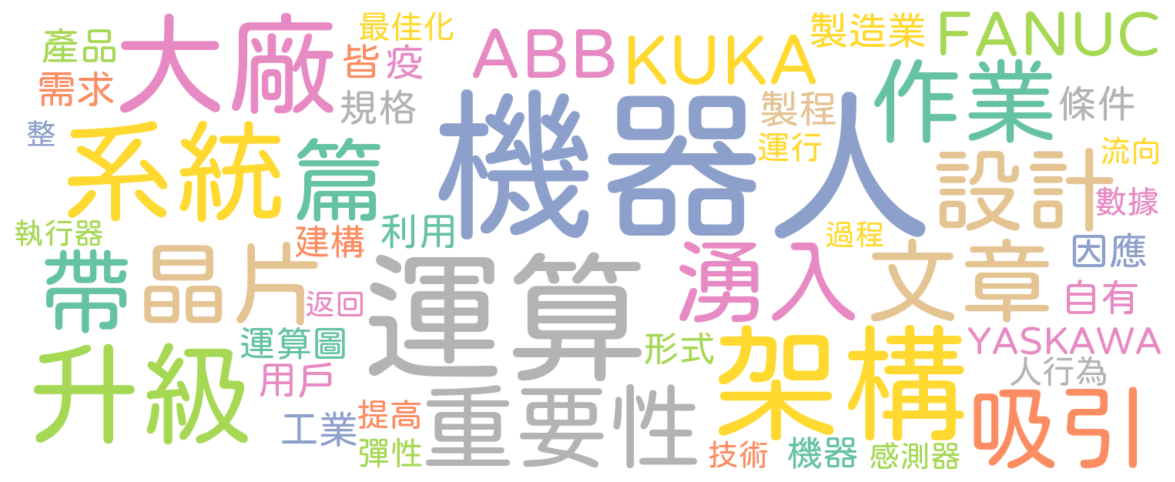 產品
大廠
最佳化
皆
疫
ABB
KUKA
製造業
FANUC
需求
規格
機器人
製程
作業
條件
整
系統
篇
運行
設計
流向
數據
執行器
建構
利用
過程
因應
帶
晶片
返回
運算
湧入
文章
自有
運算圖
形式
架構
YASKAWA
升級
用戶
人行為
工業
提高
重要性
吸引
彈性
技術
機器
感測器